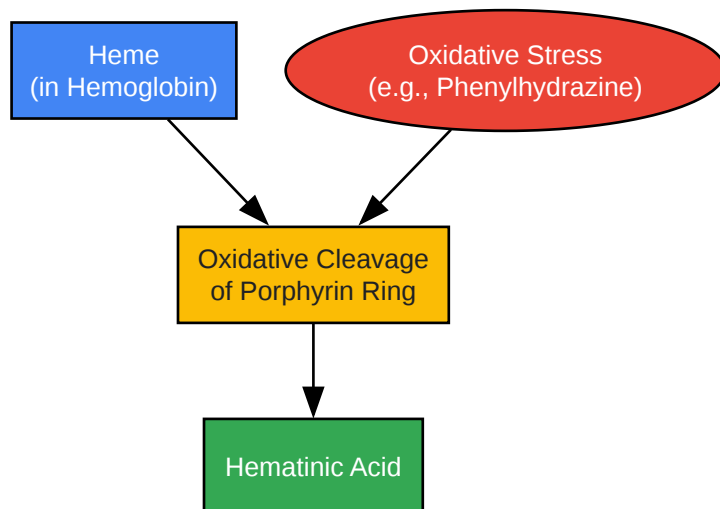 Heme
(in Hemoglobin)
Oxidative Stress
(e.g., Phenylhydrazine)
Oxidative Cleavage
of Porphyrin Ring
Hematinic Acid